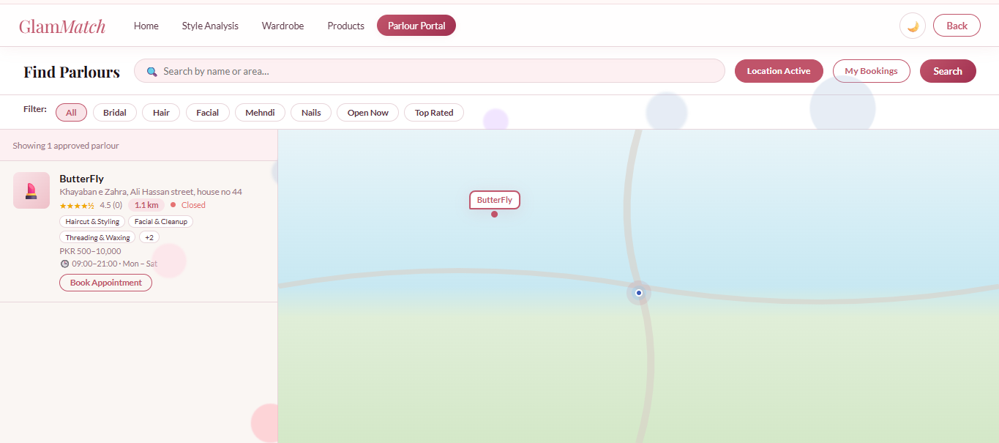 GlamMatch Home Style Analysis Wardrobe Products Parlour Portal Back
Find Parlours Search by name or area... Location Active My Bookings Search
Filter: All Bridal Hair Facial Mehndi Nails Open Now Top Rated
Showing 1 approved parlour
ButterFly
Khayaban e Zahra, Ali Hassan street, house no 44
★★★★½ 4.5 (0) 1.1 km Closed
Haircut & Styling Facial & Cleanup
Threading & Waxing +2
PKR 500–10,000
09:00–21:00 · Mon – Sat
Book Appointment
ButterFly